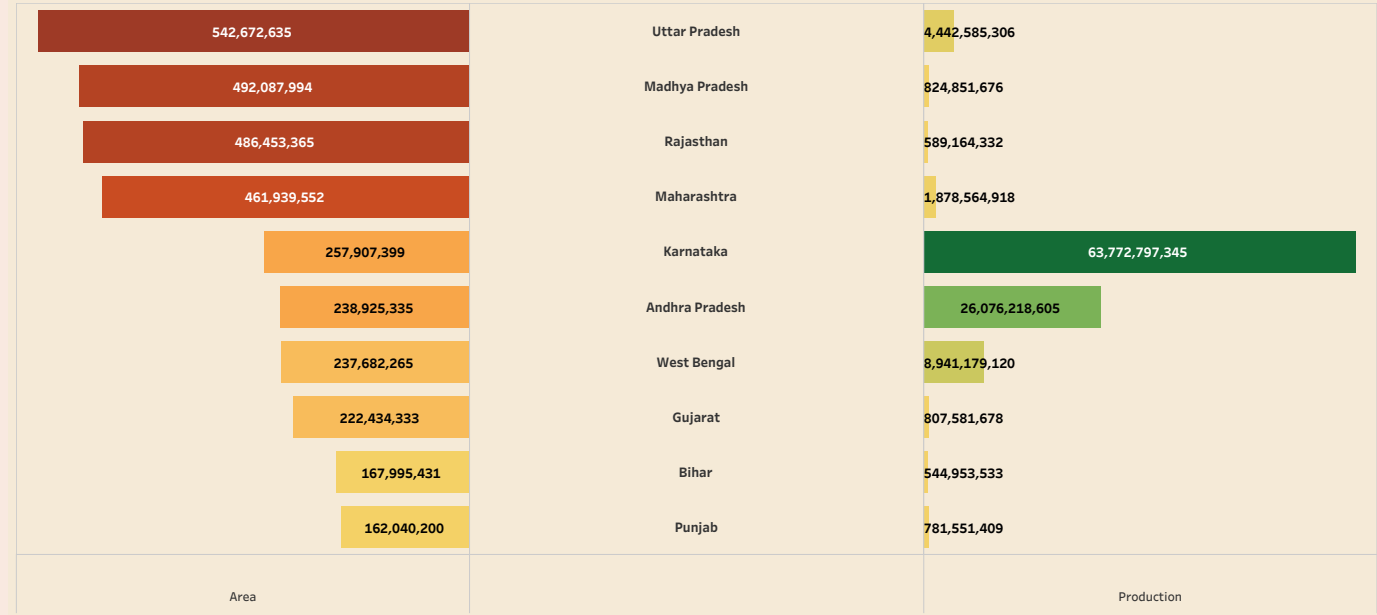 542,672,635 Uttar Pradesh 4,442,585,306
492,087,994 Madhya Pradesh 824,851,676
486,453,365 Rajasthan 589,164,332
461,939,552 Maharashtra 1,878,564,918
257,907,399 Karnataka 63,772,797,345
238,925,335 Andhra Pradesh 26,076,218,605
237,682,265 West Bengal 8,941,179,120
222,434,333 Gujarat 807,581,678
167,995,431 Bihar 544,953,533
162,040,200 Punjab 781,551,409
Area Production